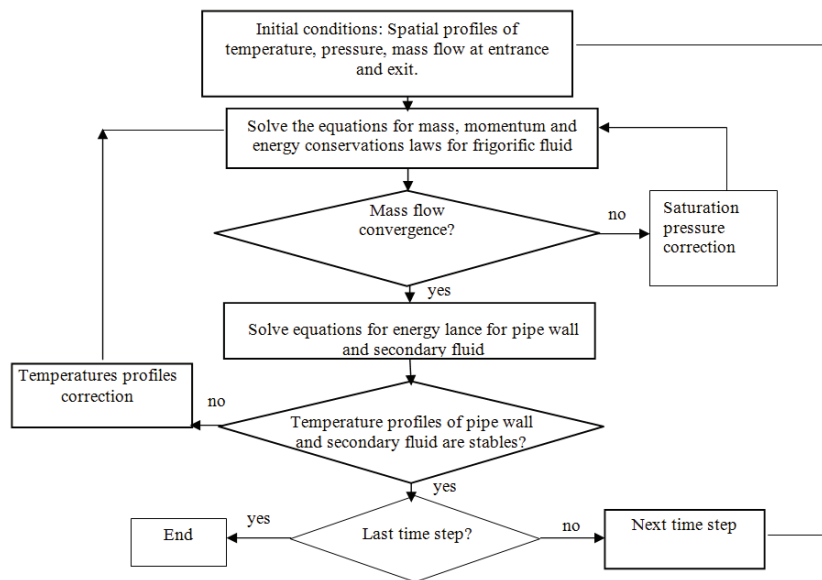 Initial conditions: Spatial profiles of
temperature, pressure, mass flow at entrance
and exit.
Solve the equations for mass, momentum and
energy conservations laws for frigorific fluid
Mass flow
convergence?
no
Saturation
pressure
correction
yes
Solve equations for energy lance for pipe wall
and secondary fluid
Temperatures profiles
correction
no
Temperature profiles of pipe wall
and secondary fluid are stables?
yes
End
yes
Last time step?
no
Next time step